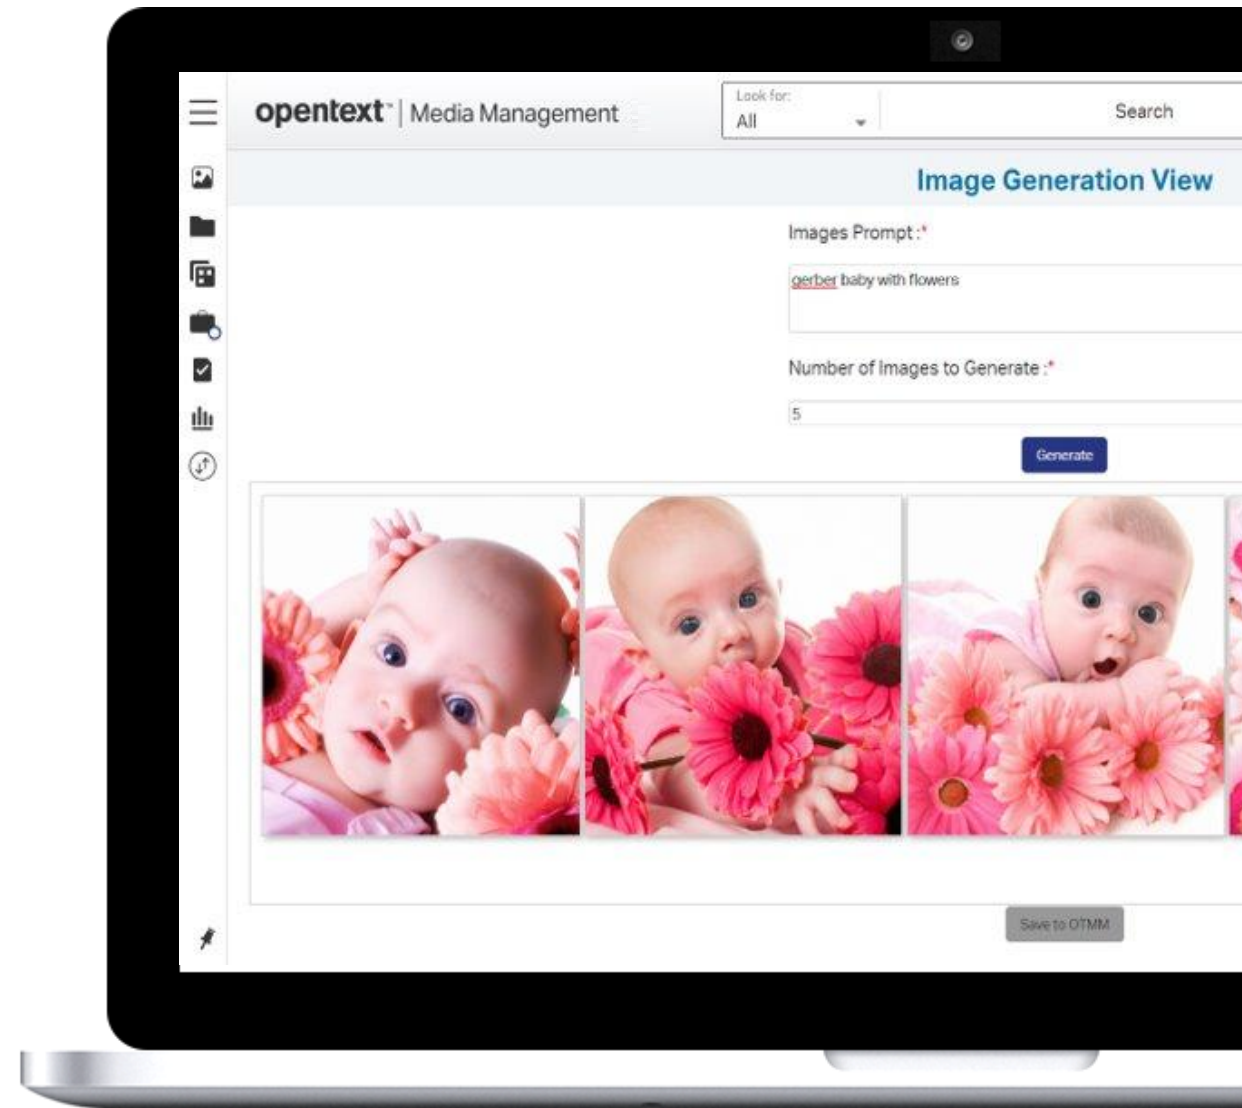 opentext™ | Media Management
Look for:
All
Search
Image Generation View
Images Prompt :*
gerber baby with flowers
Number of Images to Generate :*
5
Generate
Save to OTMM